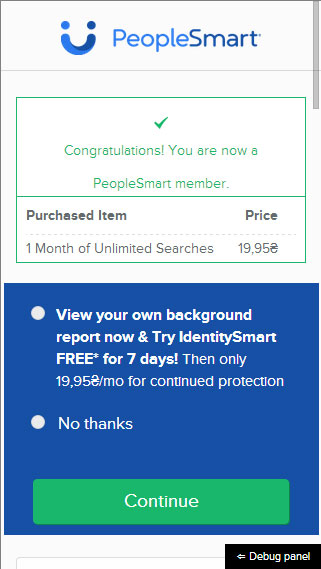 PeopleSmart
Congratulations! You are now a
PeopleSmart member.
Purchased Item Price
1 Month of Unlimited Searches 19,95₴
View your own background
report now & Try IdentitySmart
FREE* for 7 days! Then only
19,95₴/mo for continued protection
No thanks
Continue
⇐ Debug panel